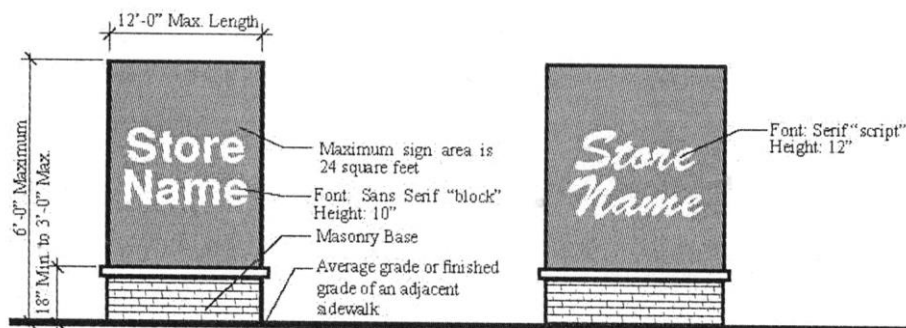 12’-0” Max. Length
6’-0” Maximum
18” Min. to 3’-0” Max.
Store
Name
Maximum sign area is
24 square feet
Font: Sans Serif “block”
Height: 10”
Masonry Base
Average grade or finished
grade of an adjacent
sidewalk
Store
Name
Font: Serif “script”
Height: 12”